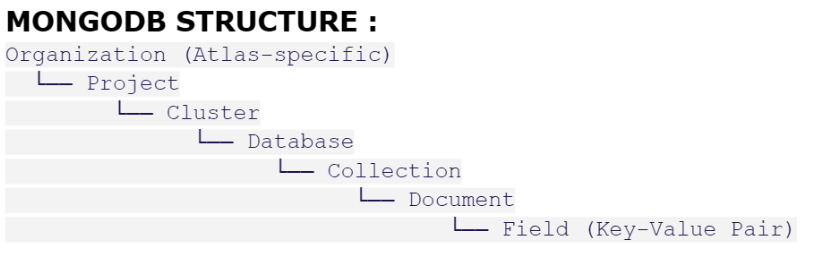 MONGODB STRUCTURE :
Organization (Atlas-specific)
└── Project
└── Cluster
└── Database
└── Collection
└── Document
└── Field (Key-Value Pair)